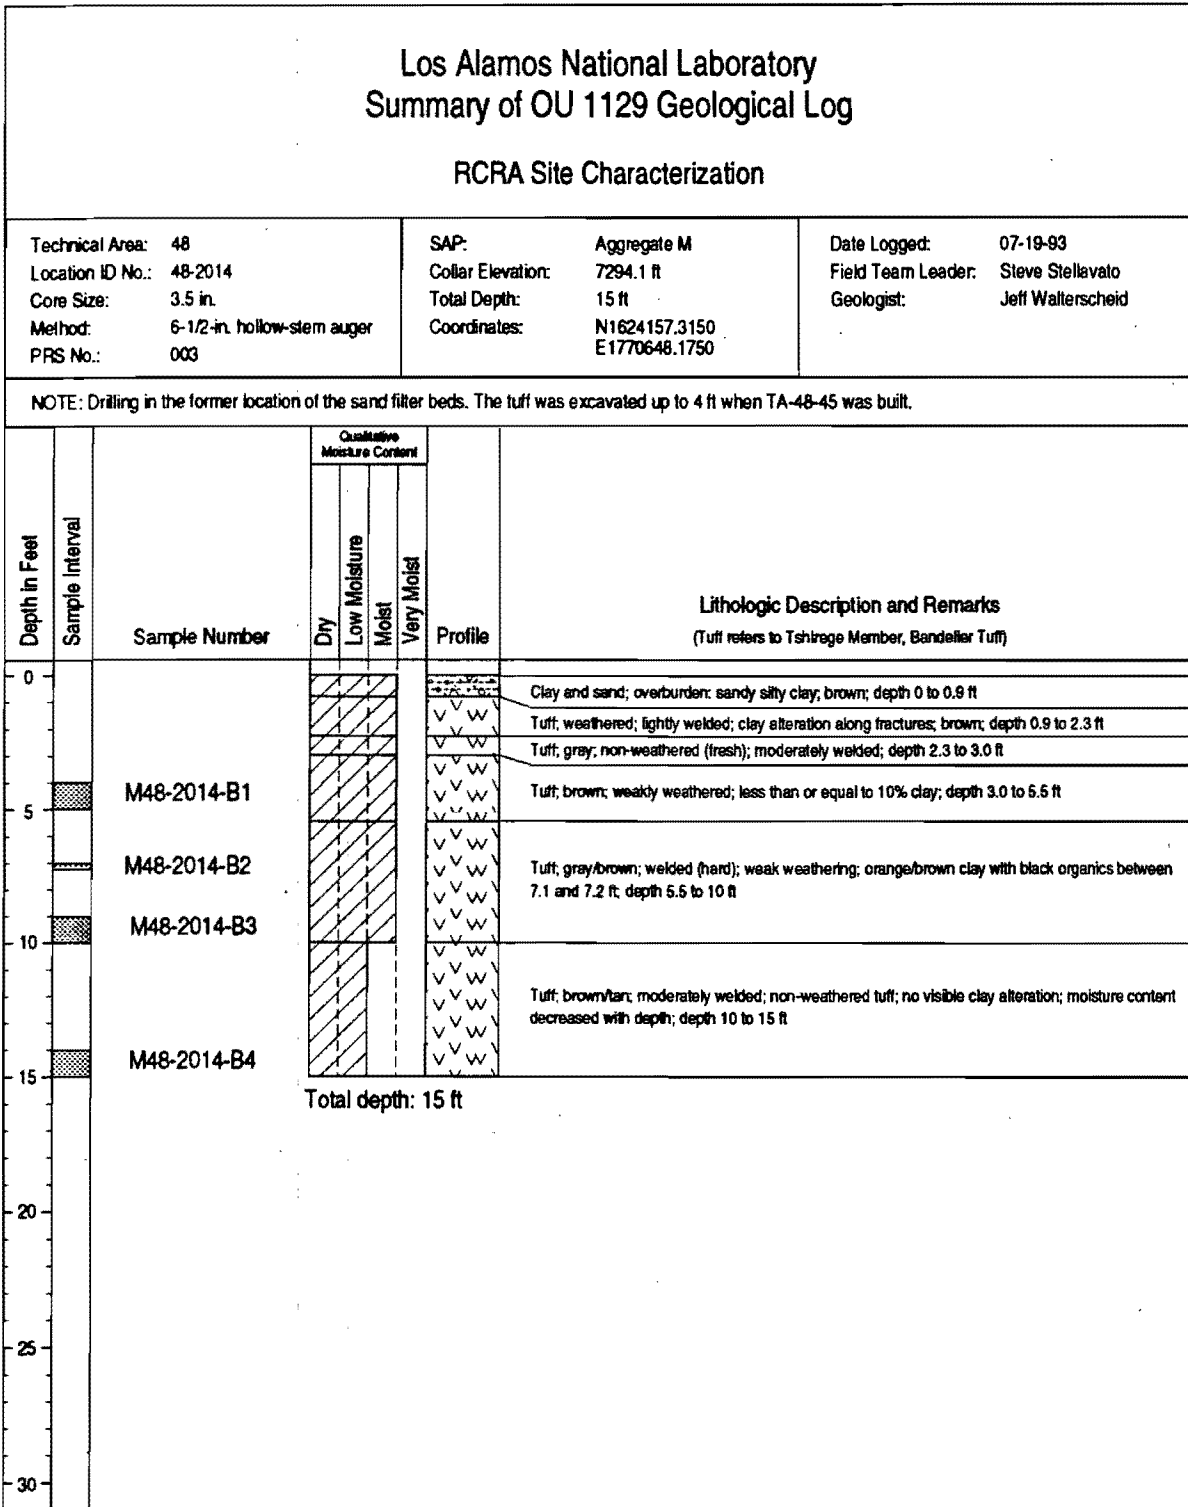 Los Alamos National Laboratory
Summary of OU 1129 Geological Log
RCRA Site Characterization
Technical Area: 48
Location ID No.: 48-2014
Core Size: 3.5 in.
Method: 6-1/2-in. hollow-stem auger
PRS No.: 003
SAP: Aggregate M
Collar Elevation: 7294.1 ft
Total Depth: 15 ft
Coordinates: N1624157.3150
E1770648.1750
Date Logged: 07-19-93
Field Team Leader: Steve Stellavato
Geologist: Jeff Walterscheid
NOTE: Drilling in the former location of the sand filter beds. The tuff was excavated up to 4 ft when TA-48-45 was built.
Depth in Feet
Sample Interval
Sample Number
Qualitative
Moisture Content
Dry
Low Moisture
Moist
Very Moist
Profile
Lithologic Description and Remarks
(Tuff refers to Tshirege Member, Bandelier Tuff)
0
Clay and sand; overburden: sandy silty clay; brown; depth 0 to 0.9 ft
Tuff; weathered; lightly welded; clay alteration along fractures; brown; depth 0.9 to 2.3 ft
Tuff; gray; non-weathered (fresh); moderately welded; depth 2.3 to 3.0 ft
M48-2014-B1
Tuff; brown; weakly weathered; less than or equal to 10% clay; depth 3.0 to 5.5 ft
5
M48-2014-B2
Tuff; gray/brown; welded (hard); weak weathering; orange/brown clay with black organics between
7.1 and 7.2 ft; depth 5.5 to 10 ft
M48-2014-B3
10
Tuff; brown/tan; moderately welded; non-weathered tuff; no visible clay alteration; moisture content
decreased with depth; depth 10 to 15 ft
M48-2014-B4
15
Total depth: 15 ft
20
25
30